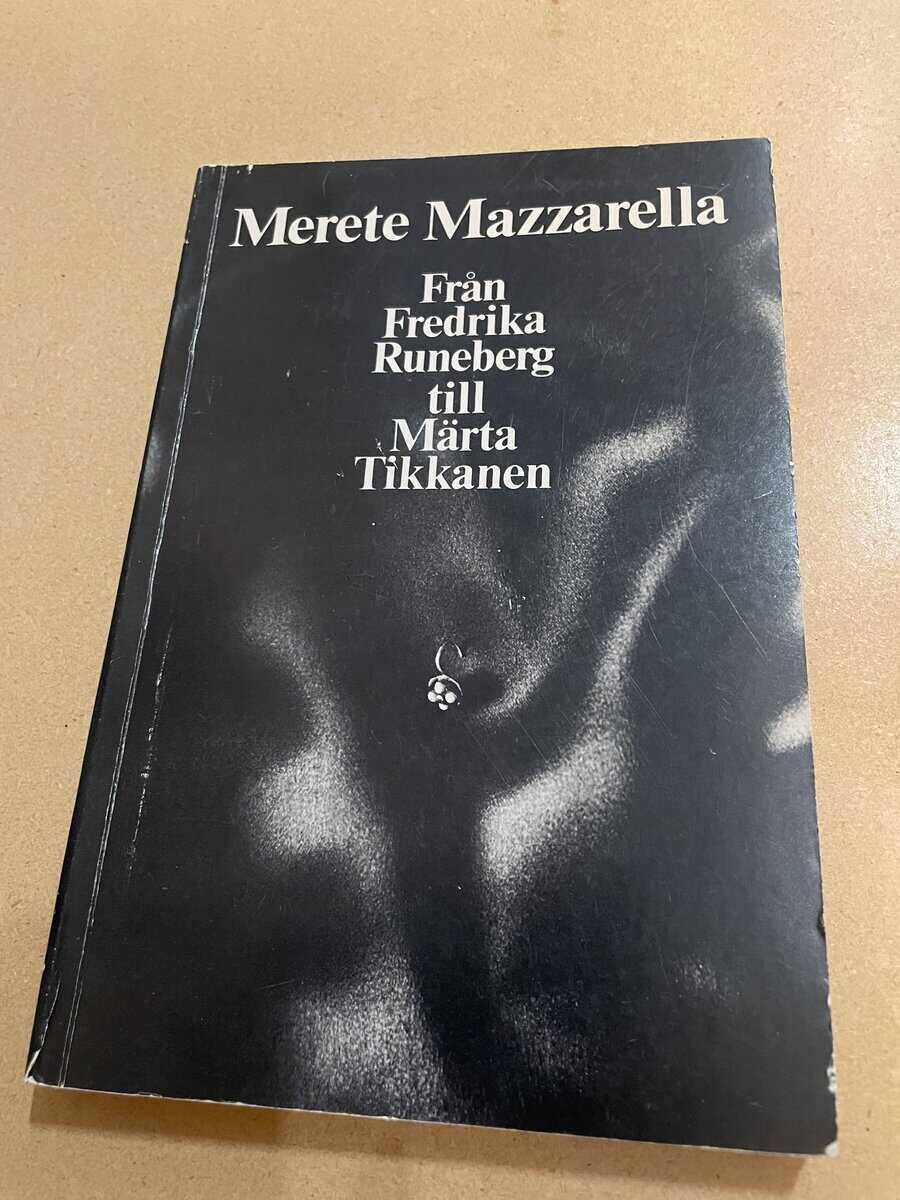 Merete Mazzarella
Från
Fredrika
Runeberg
till
Märta
Tikkanen